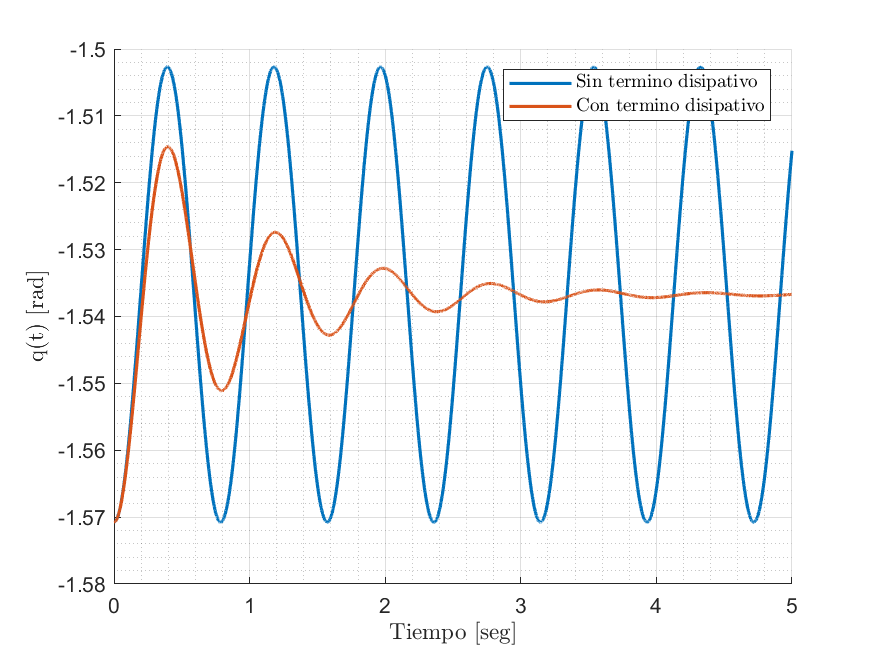 -1.5
-1.51
-1.52
-1.53
-1.54
-1.55
-1.56
-1.57
-1.58
q(t) [rad]
Sin termino disipativo
Con termino disipativo
0 1 2 3 4 5
Tiempo [seg]